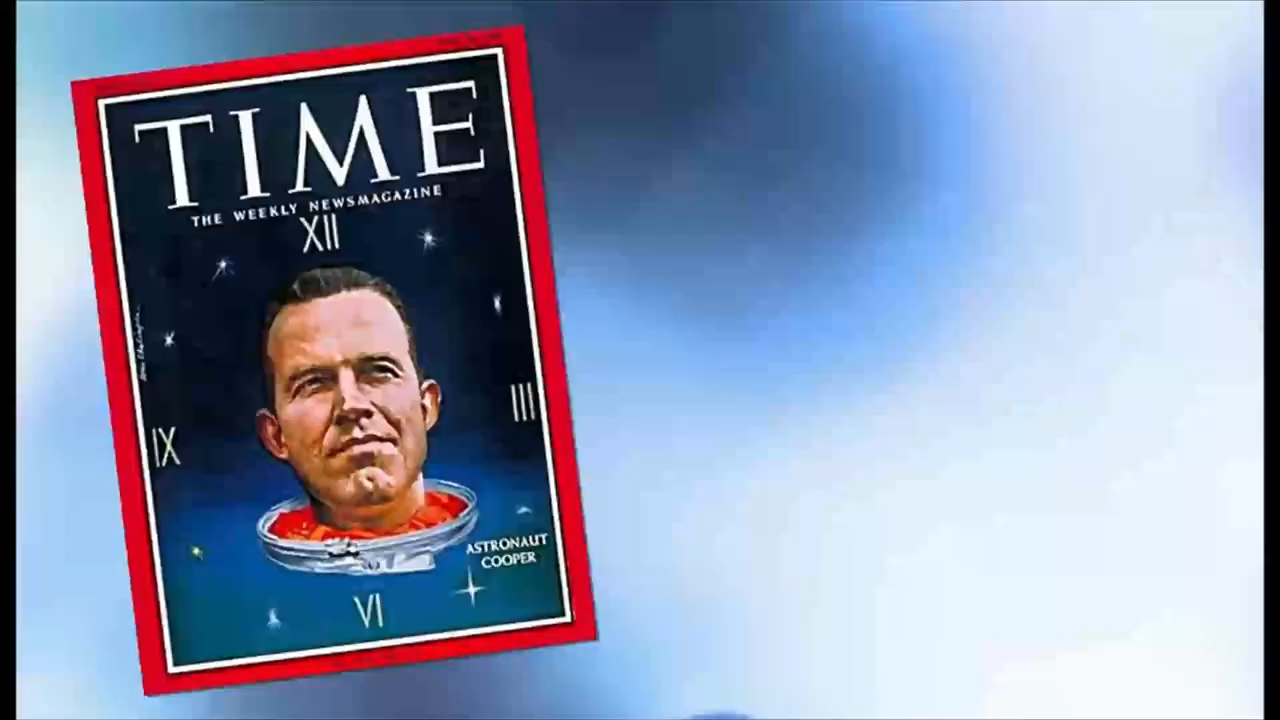 TIME
THE WEEKLY NEWSMAGAZINE
XII
III
IX
ASTRONAUT
COOPER
VI